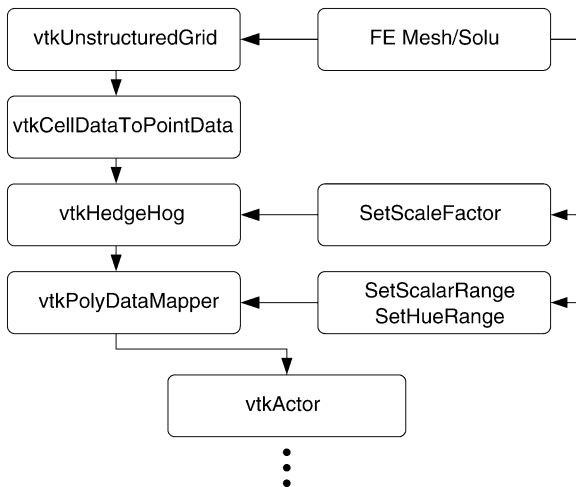 vtkUnstructuredGrid
FE Mesh/Solu
vtkCellDataToPointData
vtkHedgeHog
SetScaleFactor
vtkPolyDataMapper
SetScalarRange
SetHueRange
vtkActor